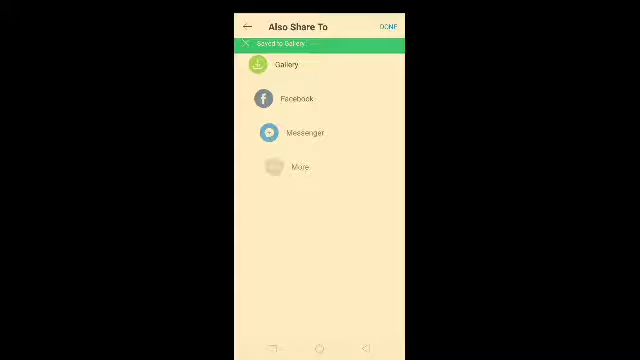 Also Share To
DONE
Saved to Gallery
Gallery
Facebook
Messenger
More